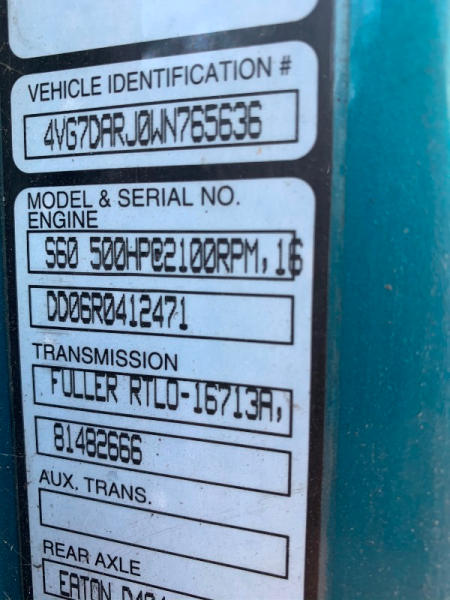 VEHICLE IDENTIFICATION #
4VG7DARJ0WN765636
MODEL & SERIAL NO.
ENGINE
S60 500HP@2100RPM,16
DD06R0412471
TRANSMISSION
FULLER RTLO-16713A,
81482666
AUX. TRANS.
REAR AXLE
EATON